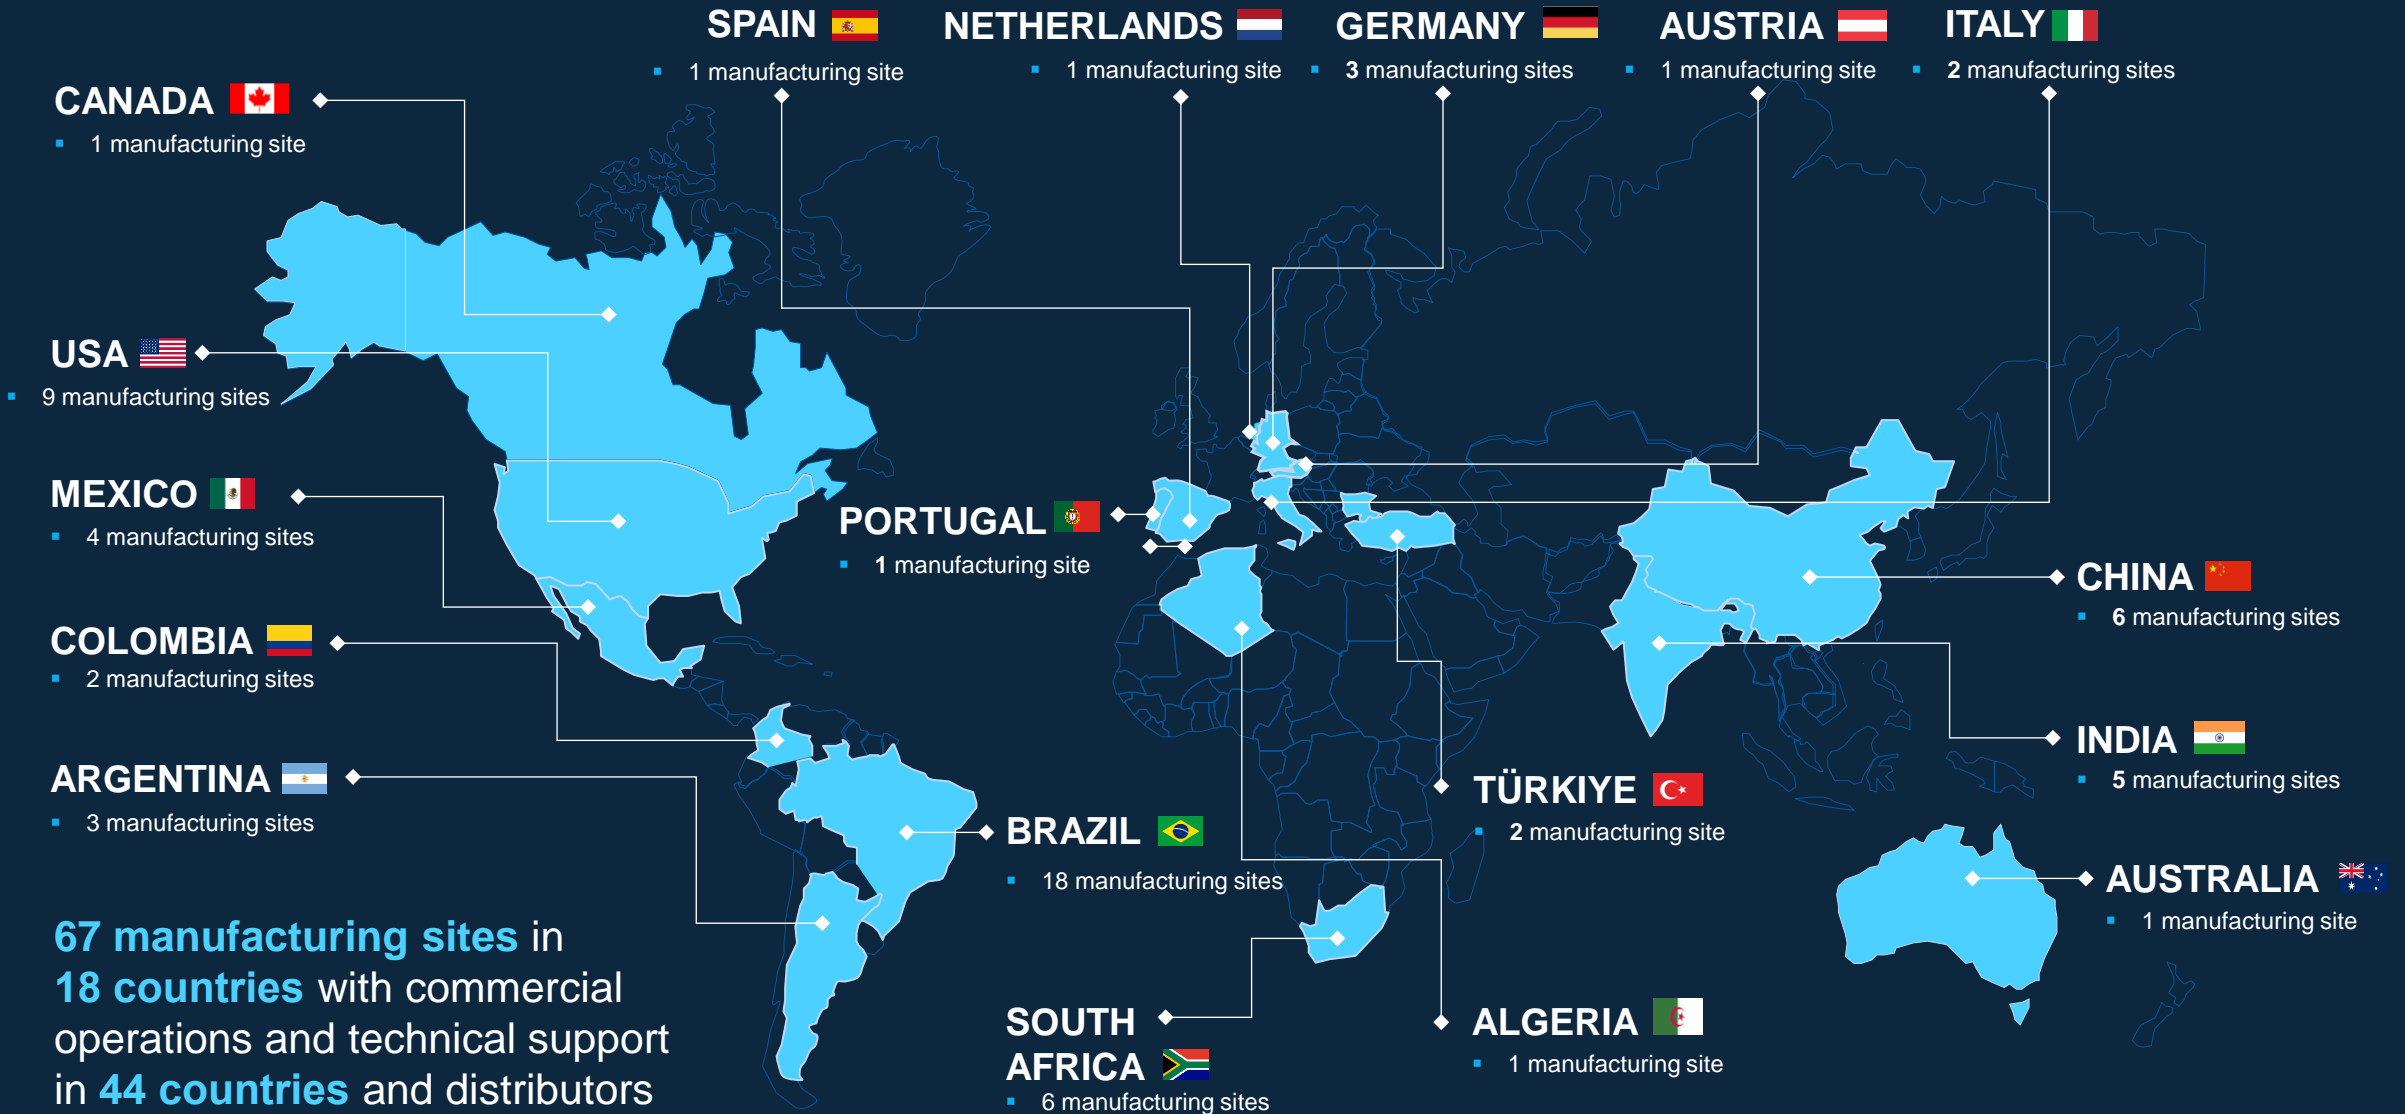 SPAIN
1 manufacturing site
NETHERLANDS
1 manufacturing site
GERMANY
3 manufacturing sites
AUSTRIA
1 manufacturing site
ITALY
2 manufacturing sites
CANADA
1 manufacturing site
USA
9 manufacturing sites
MEXICO
4 manufacturing sites
COLOMBIA
2 manufacturing sites
ARGENTINA
3 manufacturing sites
PORTUGAL
1 manufacturing site
BRAZIL
18 manufacturing sites
SOUTH
AFRICA
6 manufacturing sites
TÜRKIYE
2 manufacturing site
ALGERIA
1 manufacturing site
CHINA
6 manufacturing sites
INDIA
5 manufacturing sites
AUSTRALIA
1 manufacturing site
67 manufacturing sites in
18 countries with commercial
operations and technical support
in 44 countries and distributors